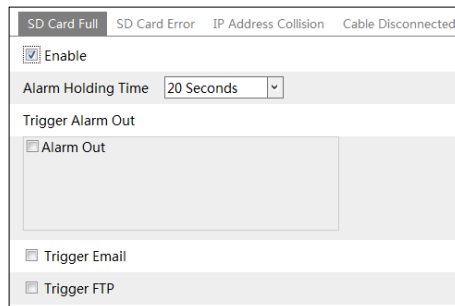 SD Card Full SD Card Error IP Address Collision Cable Disconnected
Enable
Alarm Holding Time 20 Seconds
Trigger Alarm Out
Alarm Out
Trigger Email
Trigger FTP